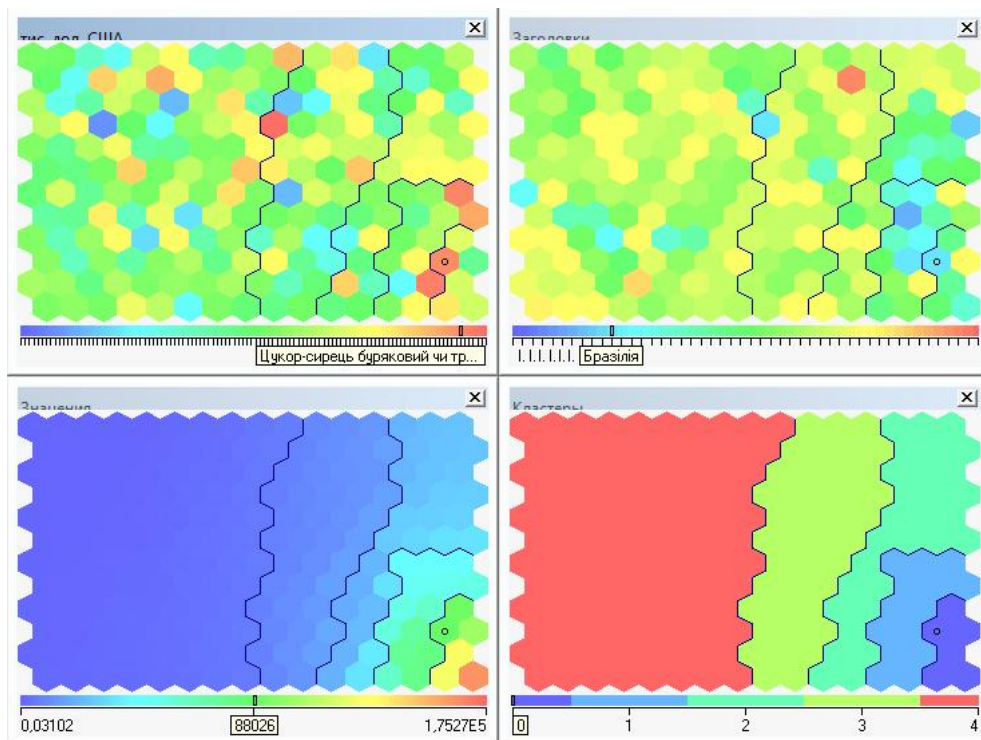 тис. дол. США
Заголовки
Цукор-сирець буряковий чи тр...
І.І.І.І.І.І. Бразілія
Значения
Кластеры
0,03102 88026 1,7527E5
0 1 2 3 4